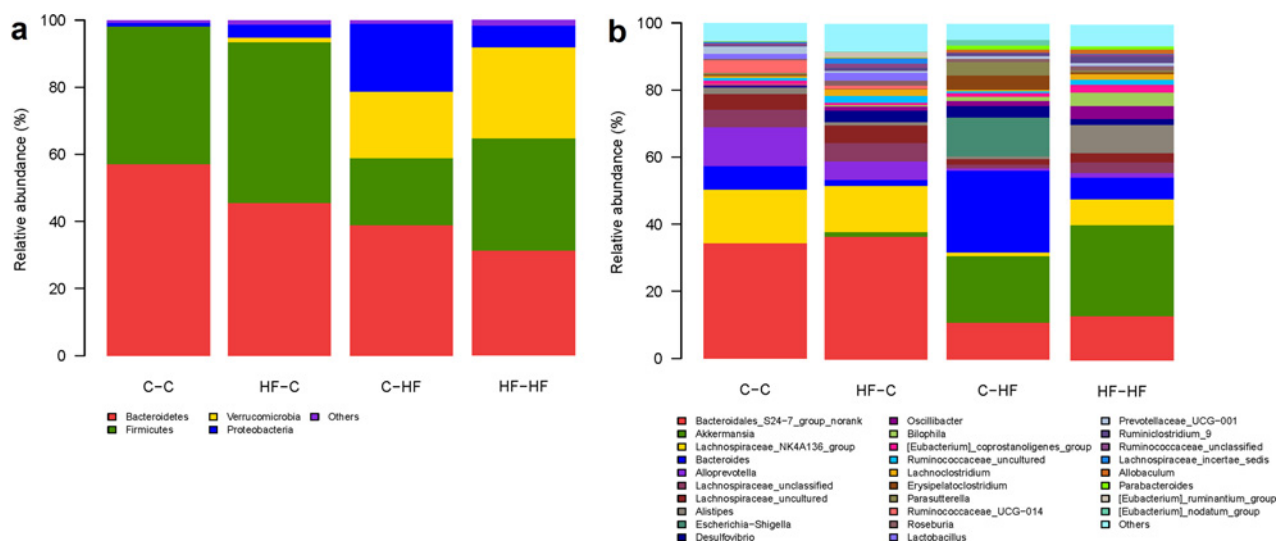 a
Relative abundance (%)
100
80
60
40
20
0
C-C HF-C C-HF HF-HF
Bacteroidetes Verrucomicrobia Others
Firmicutes Proteobacteria
b
Relative abundance (%)
100
80
60
40
20
0
C-C HF-C C-HF HF-HF
Bacteroidales_S24-7_group_norank Oscillibacter Prevotellaceae_UCG-001
Akkermansia Bilophila Ruminiclostridium_9
Lachnospiraceae_NK4A136_group [Eubacterium]_coprostanoligenes_group Ruminococcaceae_unclassified
Bacteroides Ruminococcaceae_uncultured Lachnospiraceae_incertae_sedis
Alloprevotella Lachnoclostridium Allobaculum
Lachnospiraceae_unclassified Erysipelatoclostridium Parabacteroides
Lachnospiraceae_uncultured Parasutterella [Eubacterium]_ruminantium_group
Alistipes Ruminococcaceae_UCG-014 [Eubacterium]_nodatum_group
Escherichia-Shigella Roseburia Others
Desulfovibrio Lactobacillus